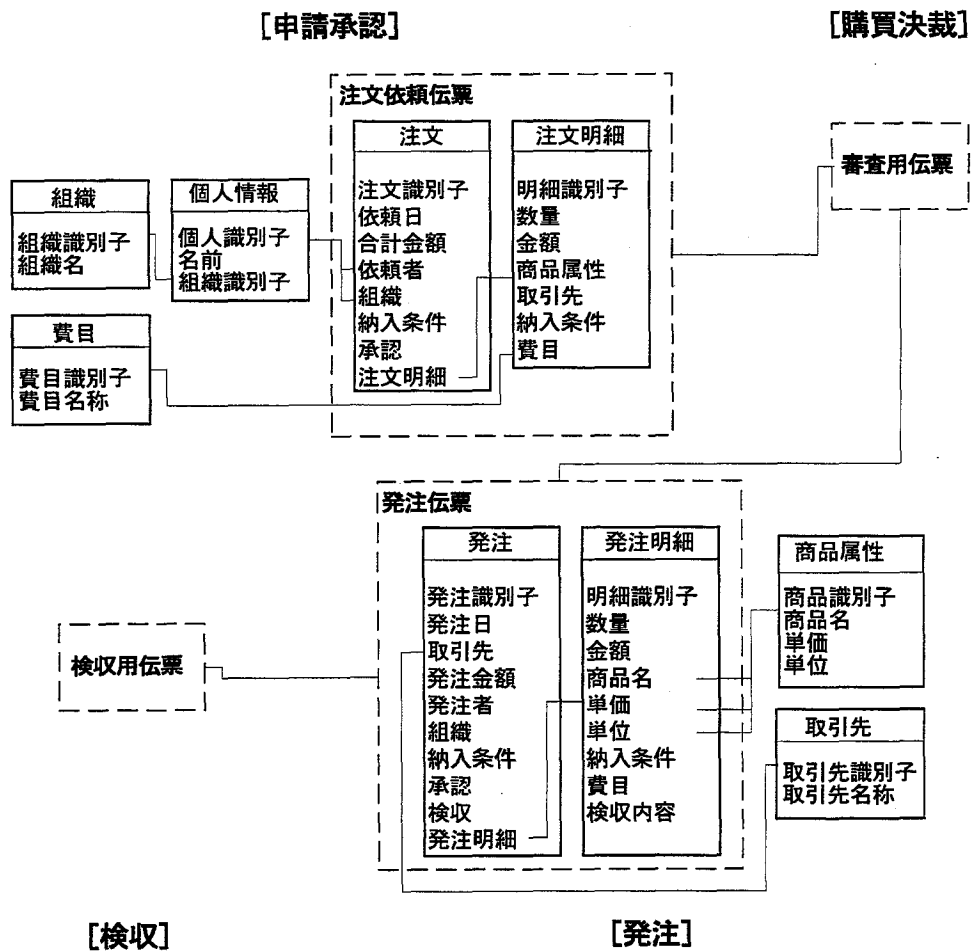 [申請承認]
[購買決裁]
注文依頼伝票
注文
注文識別子
依頼日
合計金額
依頼者
組織
納入条件
承認
注文明細
注文明細
明細識別子
数量
金額
商品属性
取引先
納入条件
費目
審査用伝票
組織
組織識別子
組織名
個人情報
個人識別子
名前
組織識別子
費目
費目識別子
費目名称
発注伝票
発注
発注識別子
発注日
取引先
発注金額
発注者
組織
納入条件
承認
検収
発注明細
発注明細
明細識別子
数量
金額
商品名
単価
単位
納入条件
費目
検収内容
商品属性
商品識別子
商品名
単価
単位
取引先
取引先識別子
取引先名称
検収用伝票
[検収]
[発注]